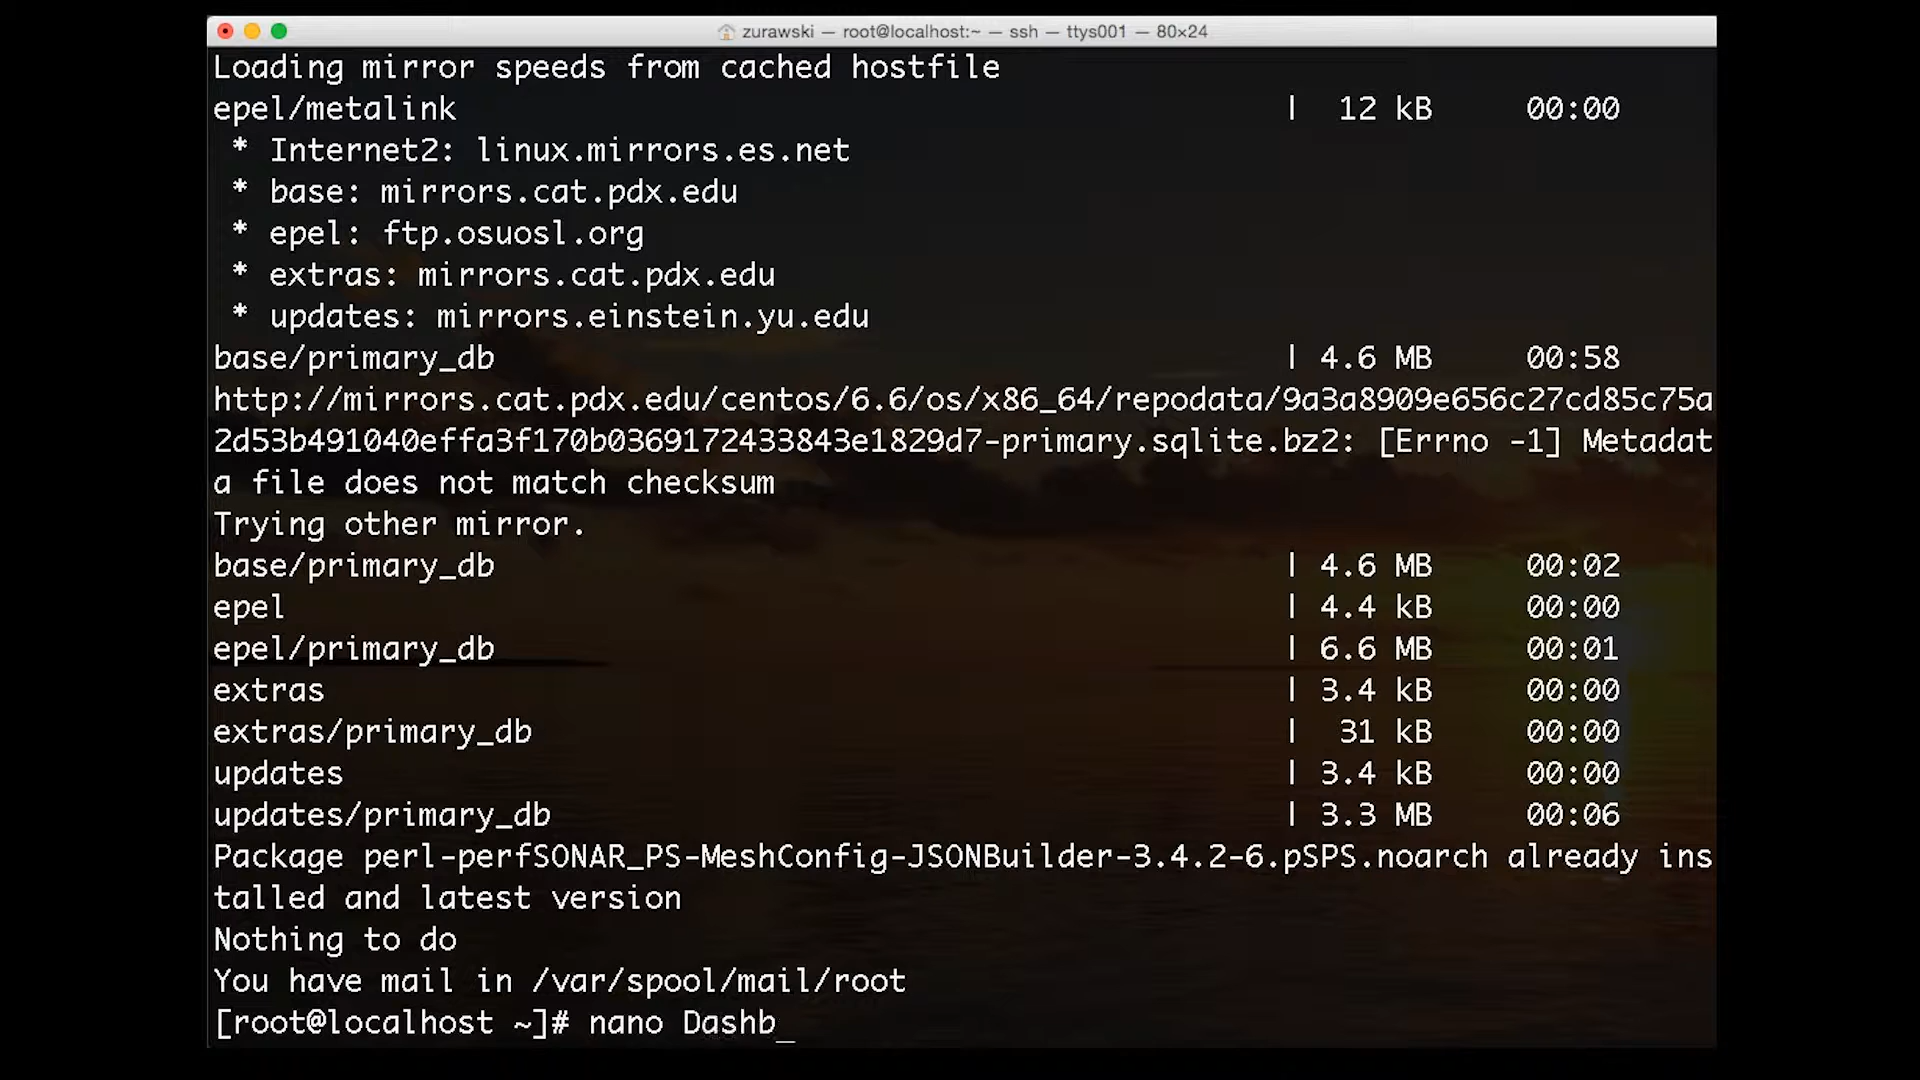 zurawski — root@localhost:~ — ssh — ttys001 — 80×24
Loading mirror speeds from cached hostfile
epel/metalink | 12 kB 00:00
* Internet2: linux.mirrors.es.net
* base: mirrors.cat.pdx.edu
* epel: ftp.osuosl.org
* extras: mirrors.cat.pdx.edu
* updates: mirrors.einstein.yu.edu
base/primary_db | 4.6 MB 00:58
http://mirrors.cat.pdx.edu/centos/6.6/os/x86_64/repodata/9a3a8909e656c27cd85c75a
2d53b491040effa3f170b0369172433843e1829d7-primary.sqlite.bz2: [Errno -1] Metadat
a file does not match checksum
Trying other mirror.
base/primary_db | 4.6 MB 00:02
epel | 4.4 kB 00:00
epel/primary_db | 6.6 MB 00:01
extras | 3.4 kB 00:00
extras/primary_db | 31 kB 00:00
updates | 3.4 kB 00:00
updates/primary_db | 3.3 MB 00:06
Package perl-perfSONAR_PS-MeshConfig-JSONBuilder-3.4.2-6.pSPS.noarch already ins
talled and latest version
Nothing to do
You have mail in /var/spool/mail/root
[root@localhost ~]# nano Dashb_